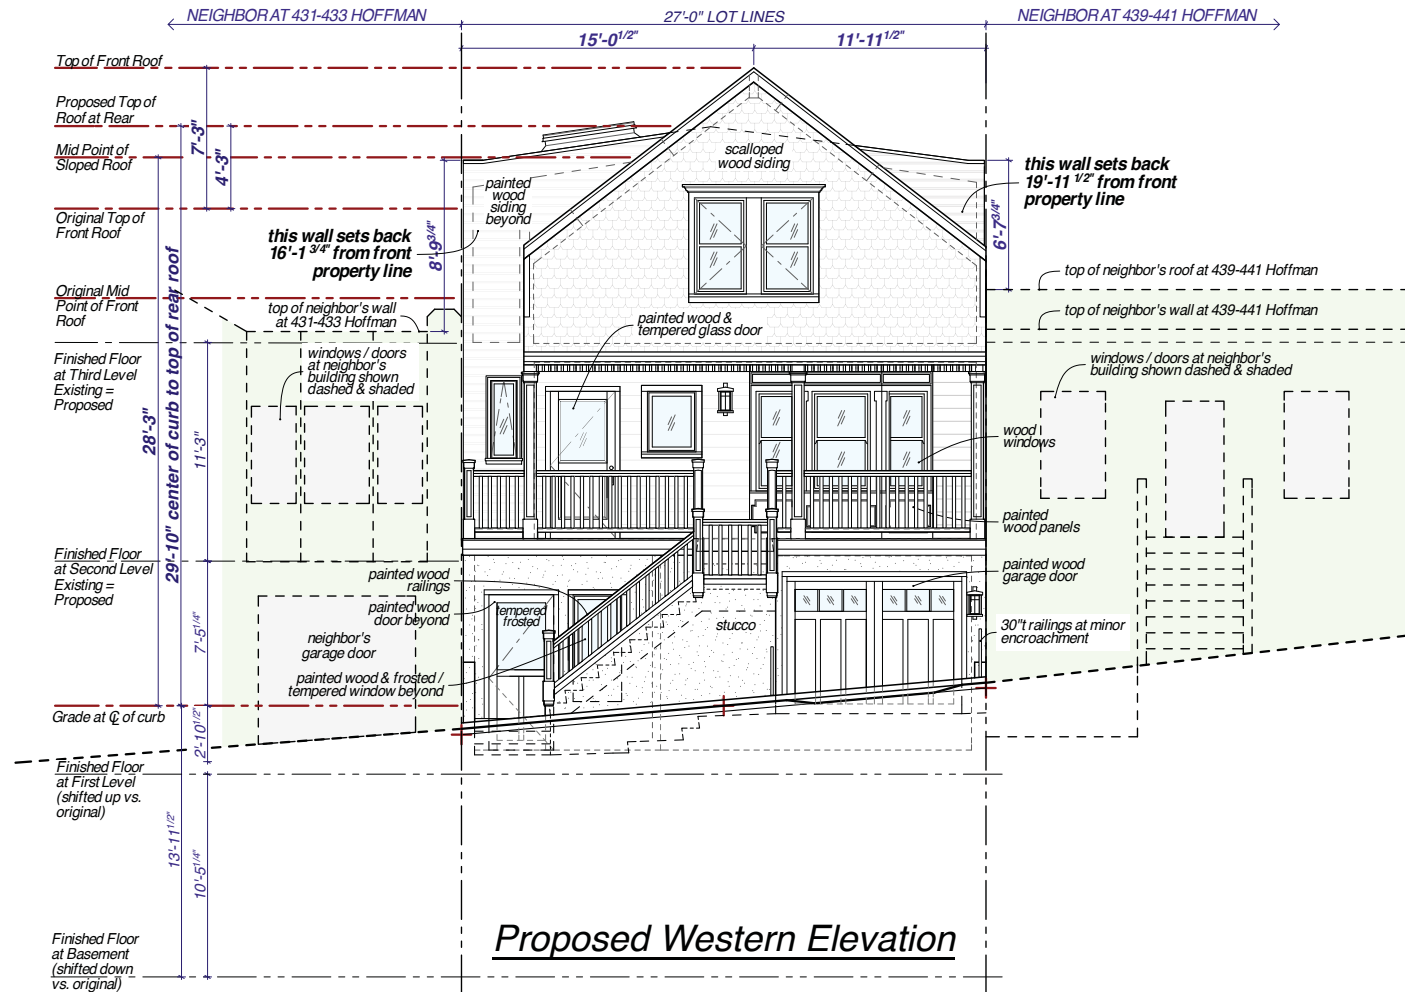 NEIGHBOR AT 431-433 HOFFMAN
27'-0" LOT LINES
NEIGHBOR AT 439-441 HOFFMAN
15'-0 1/2"
11'-11 1/2"
Top of Front Roof
Proposed Top of
Roof at Rear
Mid Point of
Sloped Roof
Original Top of
Front Roof
Original Mid
Point of Front
Roof
Finished Floor
at Third Level
Existing =
Proposed
Finished Floor
at Second Level
Existing =
Proposed
Grade at ℄ of curb
Finished Floor
at First Level
(shifted up vs.
original)
Finished Floor
at Basement
(shifted down
vs. original)
7'-3"
4'-3"
28'-3"
29'-10" center of curb to top of rear roof
11'-3"
7'-5 1/4"
2'-10 1/2"
13'-11 1/2"
10'-5 1/4"
8'-9 3/4"
6'-7 3/4"
this wall sets back
16'-1 3/4" from front
property line
painted
wood
siding
beyond
scalloped
wood siding
this wall sets back
19'-11 1/2" from front
property line
top of neighbor's wall
at 431-433 Hoffman
windows / doors
at neighbor's
building shown
dashed & shaded
painted wood &
tempered glass door
top of neighbor's roof at 439-441 Hoffman
top of neighbor's wall at 439-441 Hoffman
windows / doors at neighbor's
building shown dashed & shaded
wood
windows
painted
wood panels
painted wood
garage door
30"t railings at minor
encroachment
painted wood
railings
painted wood
door beyond
tempered
frosted
stucco
neighbor's
garage door
painted wood & frosted /
tempered window beyond
Proposed Western Elevation